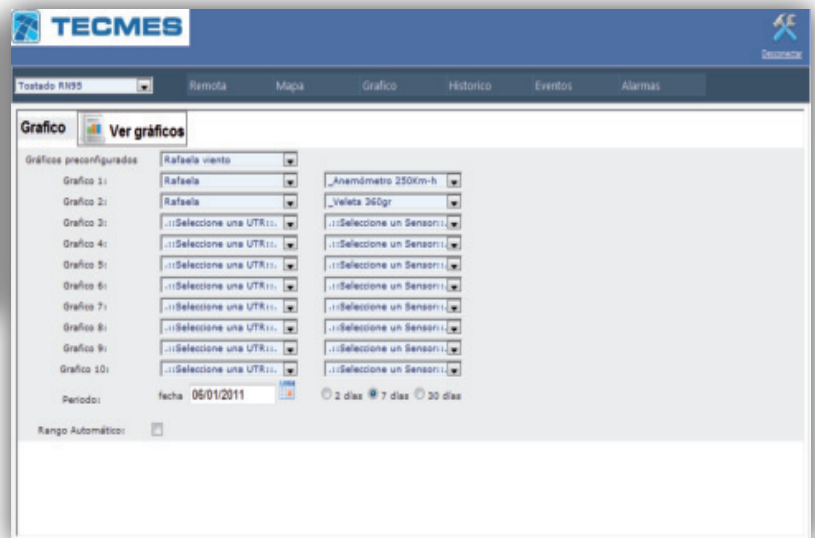 TECMES
Desconectar
Tostado RN95 Remota Mapa Grafico Historico Eventos Alarmas
Grafico Ver gráficos
Gráficos preconfigurados Rafaela viento
Grafico 1: Rafaela _Anemómetro 250Km-h
Grafico 2: Rafaela _Veleta 360gr
Grafico 3: .::Seleccione una UTR::. .::Seleccione un Sensor::.
Grafico 4: .::Seleccione una UTR::. .::Seleccione un Sensor::.
Grafico 5: .::Seleccione una UTR::. .::Seleccione un Sensor::.
Grafico 6: .::Seleccione una UTR::. .::Seleccione un Sensor::.
Grafico 7: .::Seleccione una UTR::. .::Seleccione un Sensor::.
Grafico 8: .::Seleccione una UTR::. .::Seleccione un Sensor::.
Grafico 9: .::Seleccione una UTR::. .::Seleccione un Sensor::.
Grafico 10: .::Seleccione una UTR::. .::Seleccione un Sensor::.
Periodo: fecha 06/01/2011 2 días 7 días 30 días
Rango Automático: